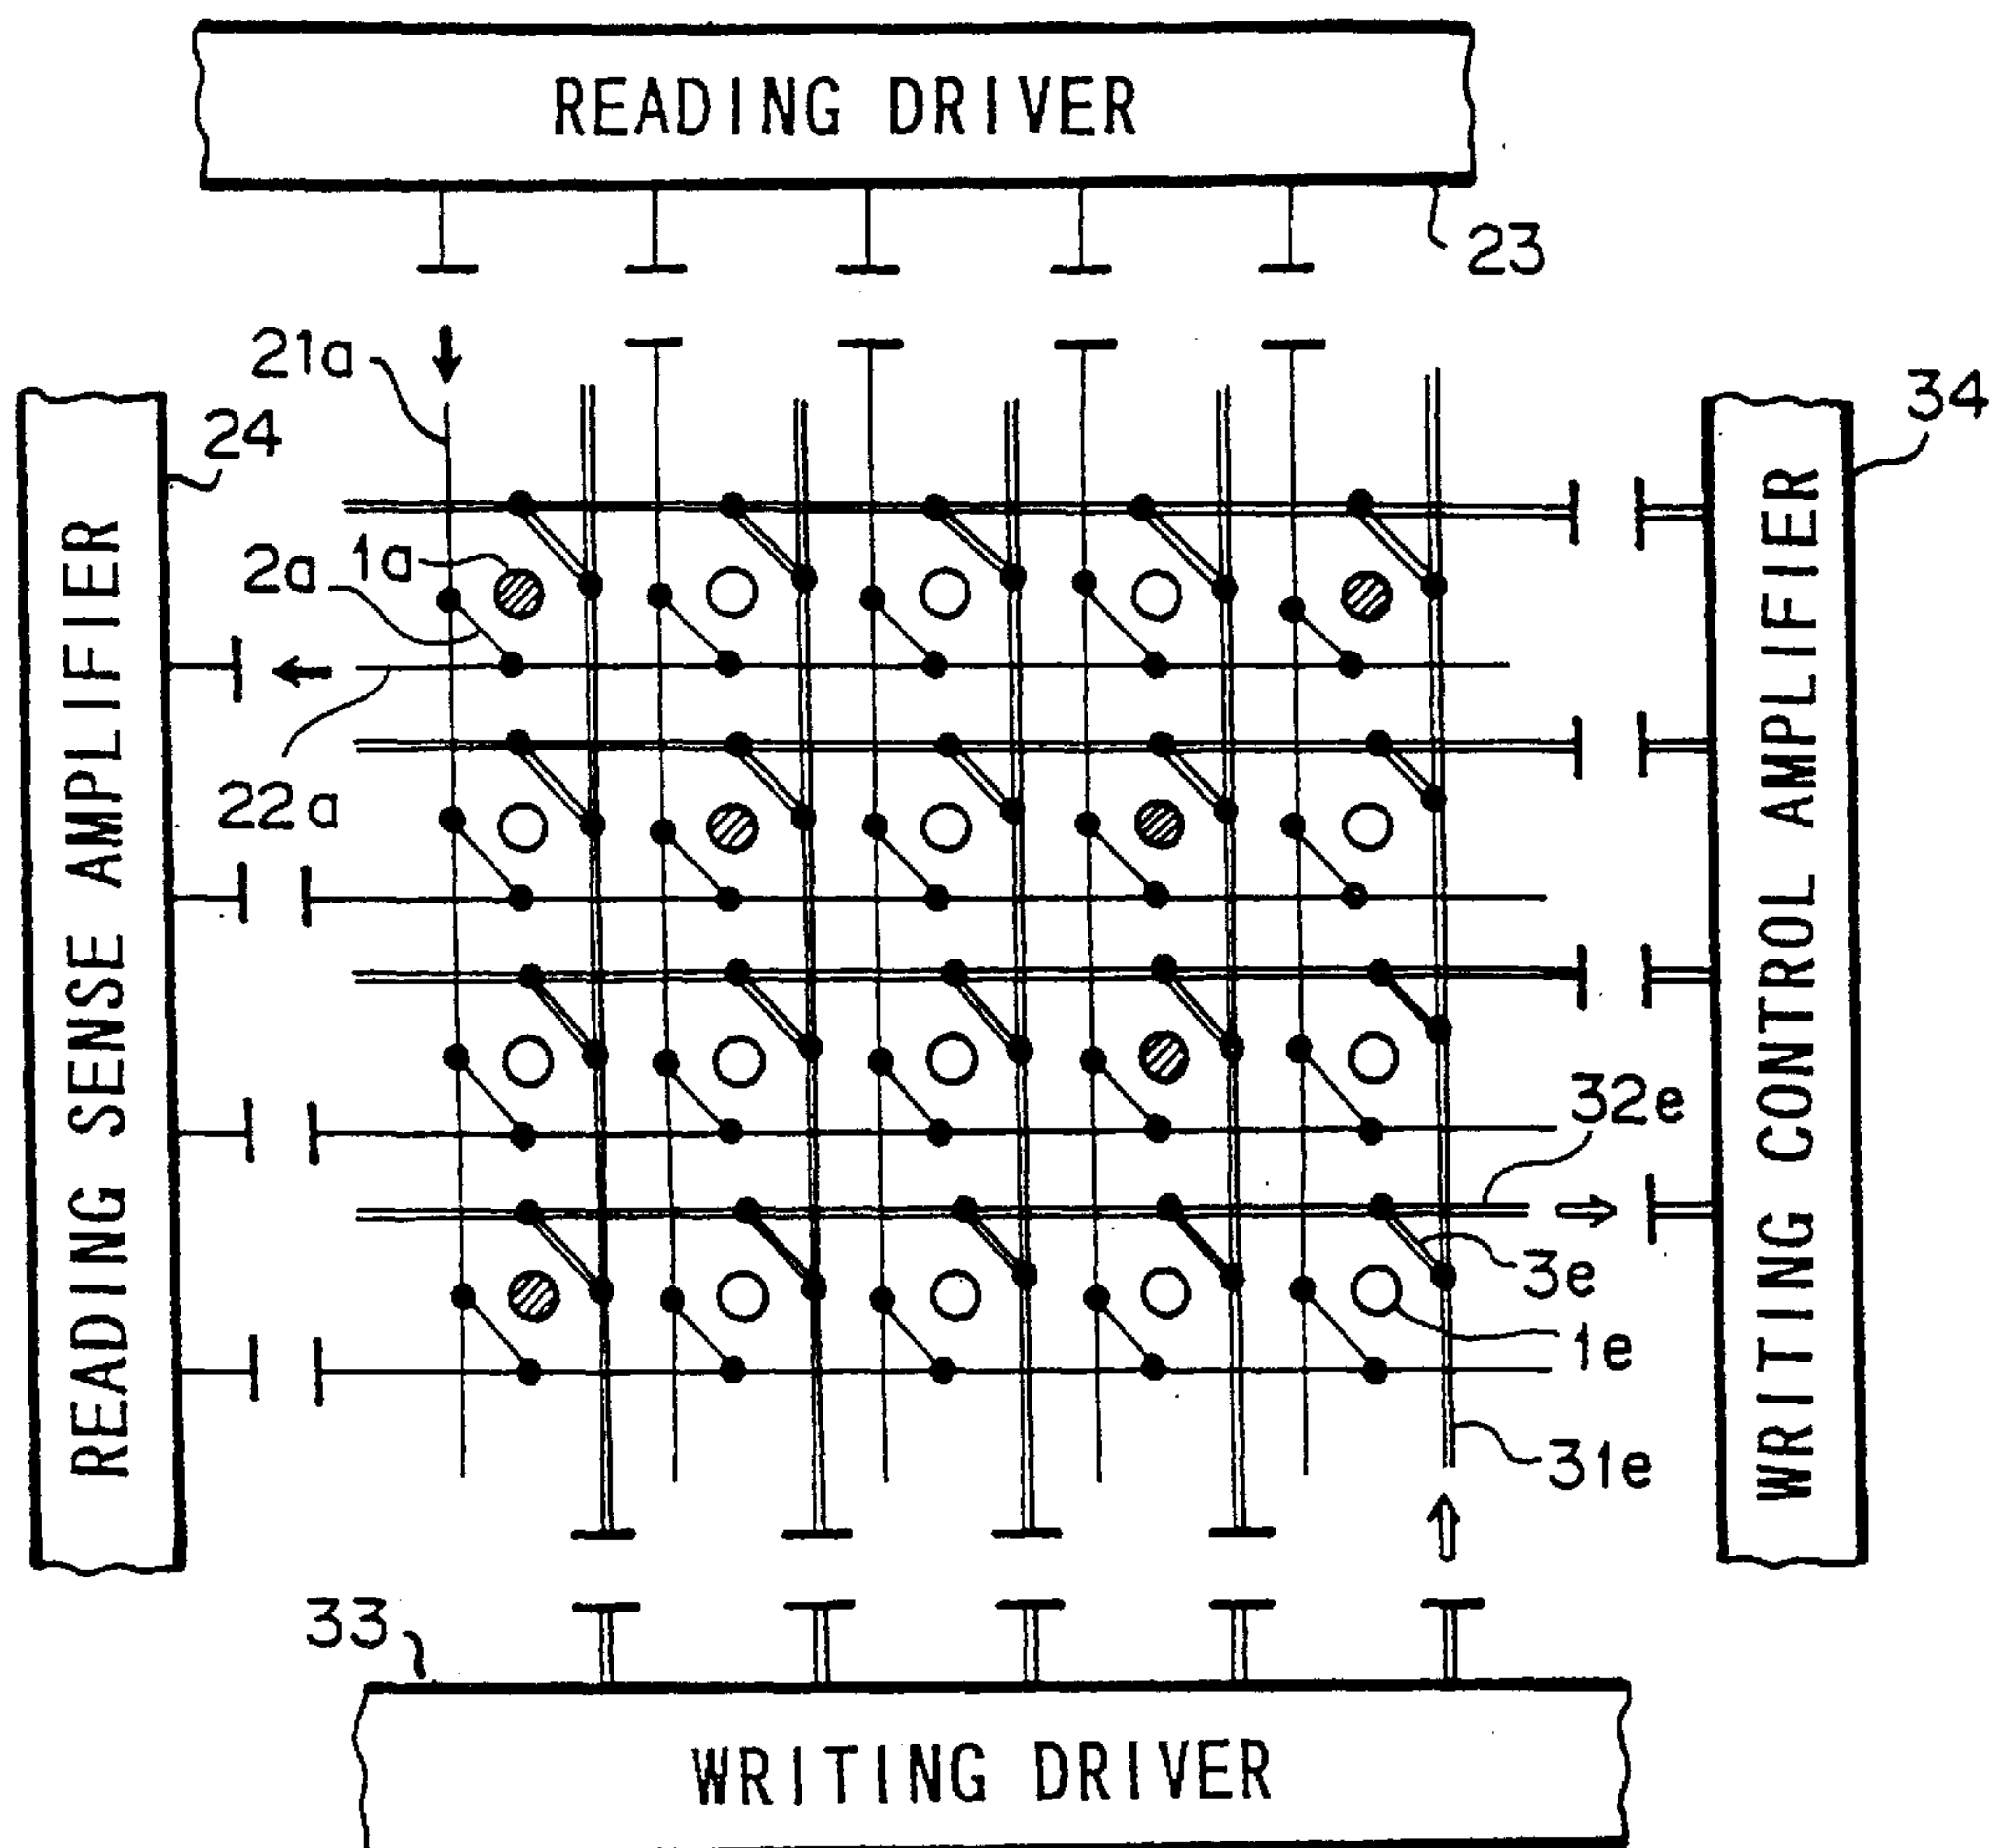 READING DRIVER
23
21a
24
34
2a
1a
22a
READING SENSE AMPLIFIER
WRITING CONTROL AMPLIFIER
32e
3e
1e
31e
33
WRITING DRIVER